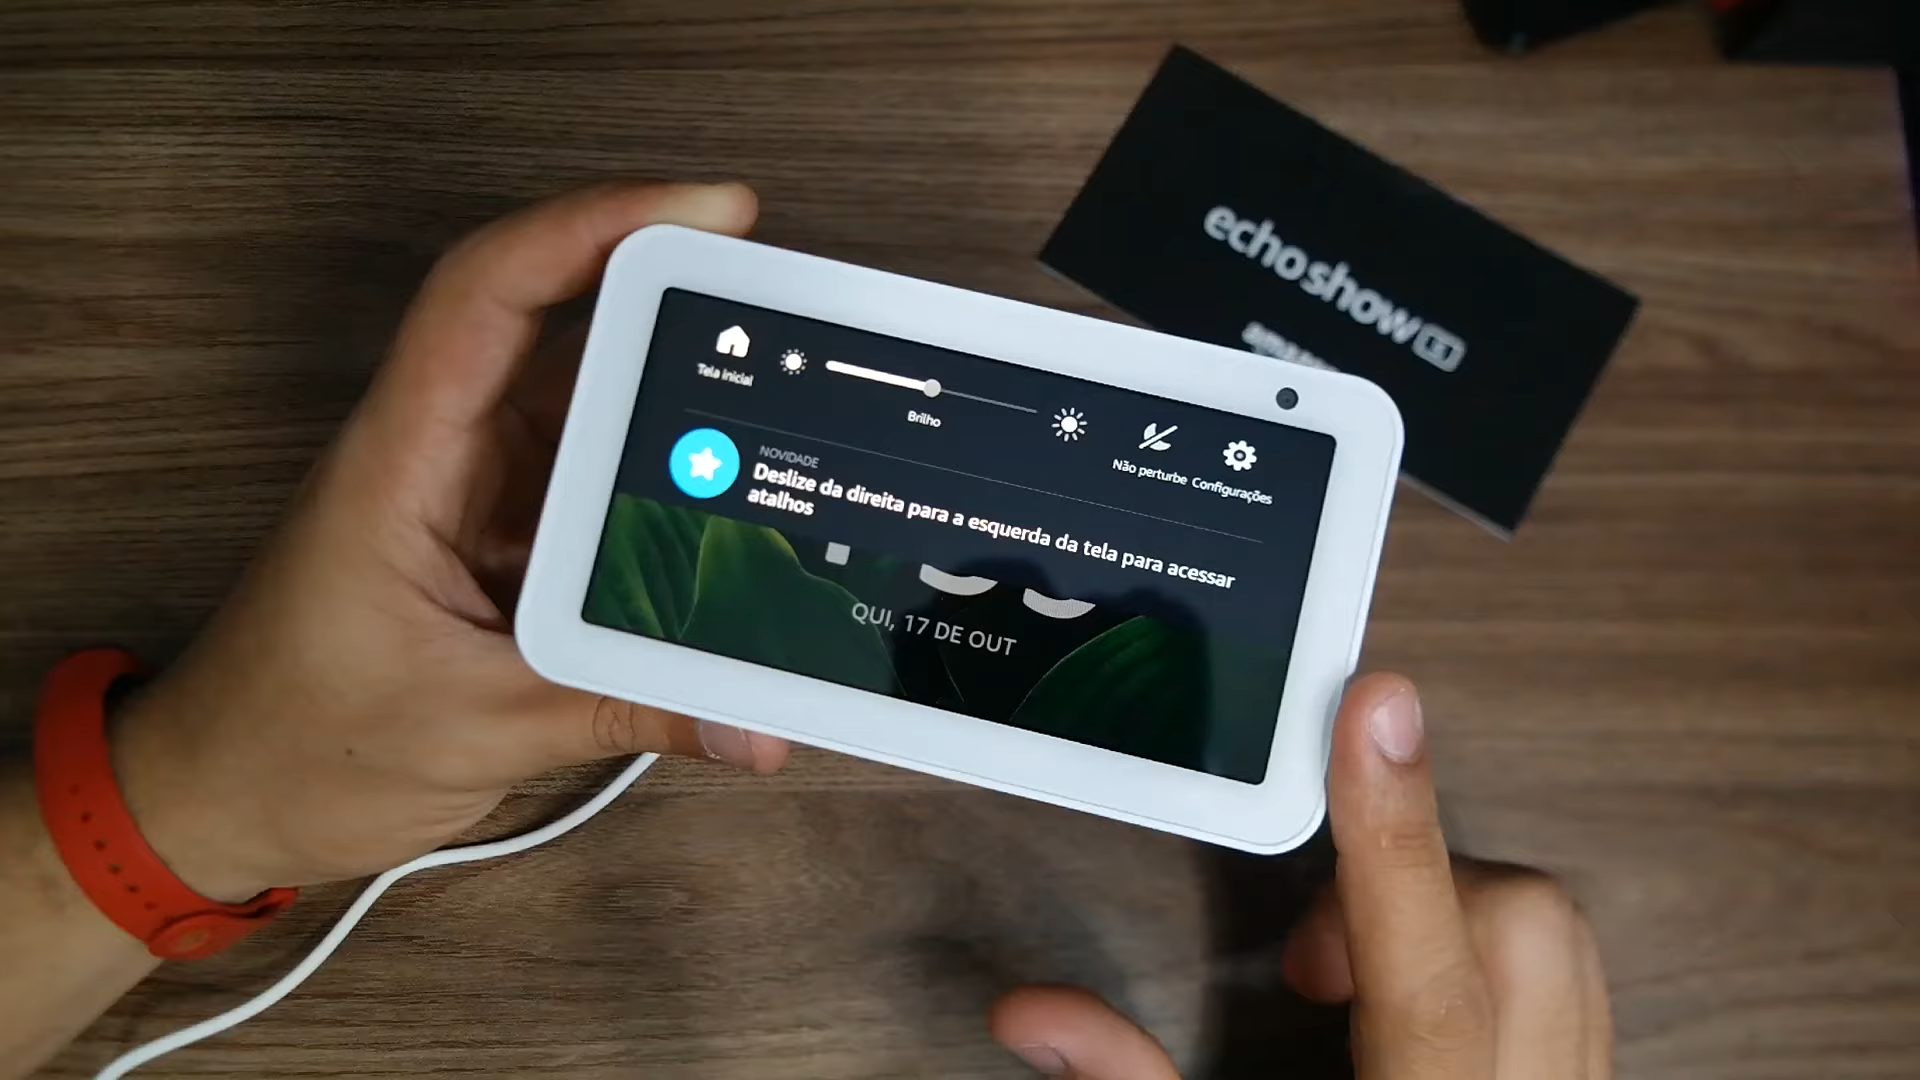 echo show
Tela Inicial
Brilho
Não perturbe
Configurações
NOVIDADE
Deslize da direita para a esquerda da tela para acessar
atalhos
QUI, 17 DE OUT